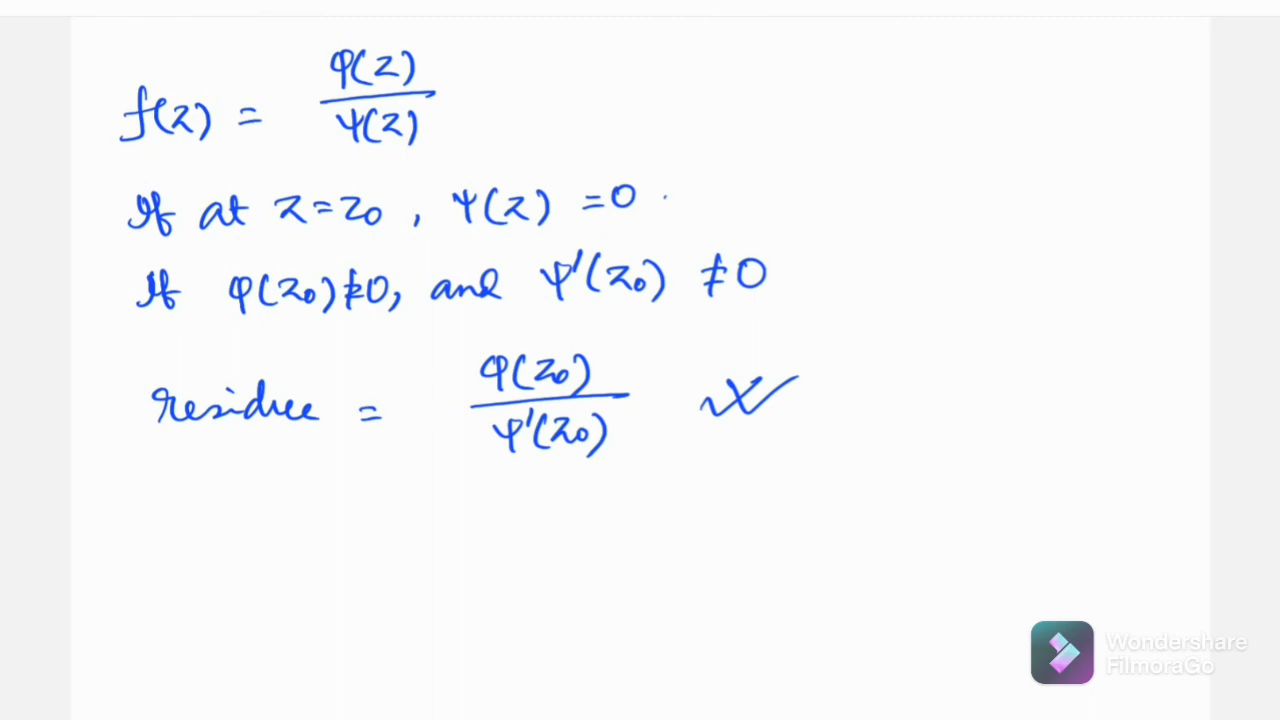 f(z) = φ(z)/ψ(z)
If at z=z₀, ψ(z) =0.
If φ(z₀)≠0, and ψ'(z₀) ≠0
residue = φ(z₀)/ψ'(z₀)
Wondershare
FilmoraGo